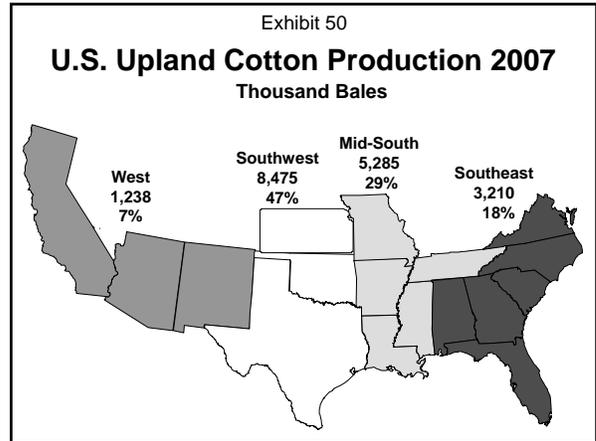 Exhibit 50
U.S. Upland Cotton Production 2007
Thousand Bales
West
1,238
7%
Southwest
8,475
47%
Mid-South
5,285
29%
Southeast
3,210
18%